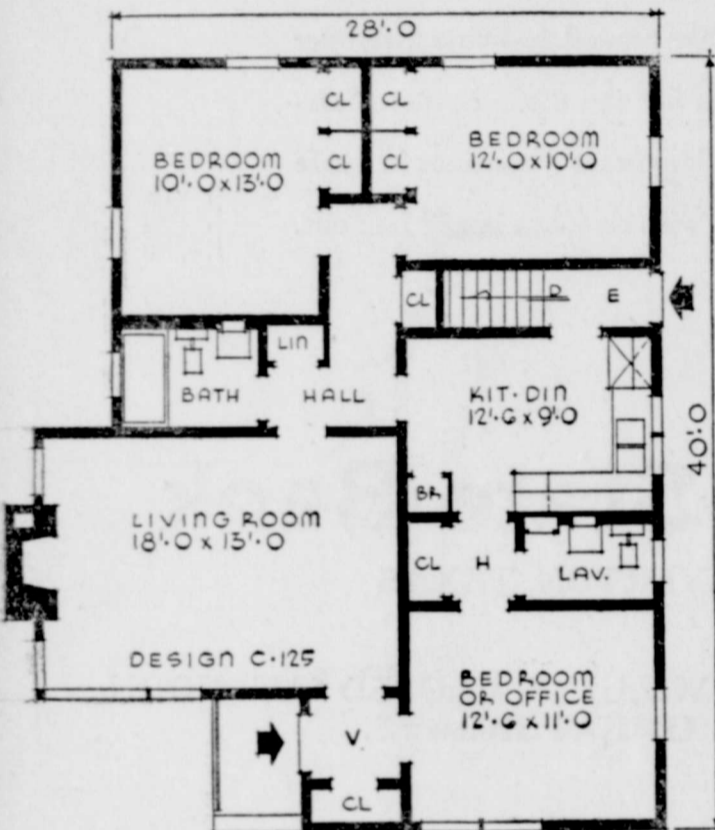 28'-0
CL
CL
BEDROOM
10'-0 x 13'-0
CL
CL
BEDROOM
12'-0 x 10'-0
CL
D
E
LIN
BATH
HALL
KIT-DIN
12'-6 x 9'-0
40'-0
BR
LIVING ROOM
18'-0 x 13'-0
CL
H
LAV.
DESIGN C-125
BEDROOM
OR OFFICE
12'-6 x 11'-0
V.
CL